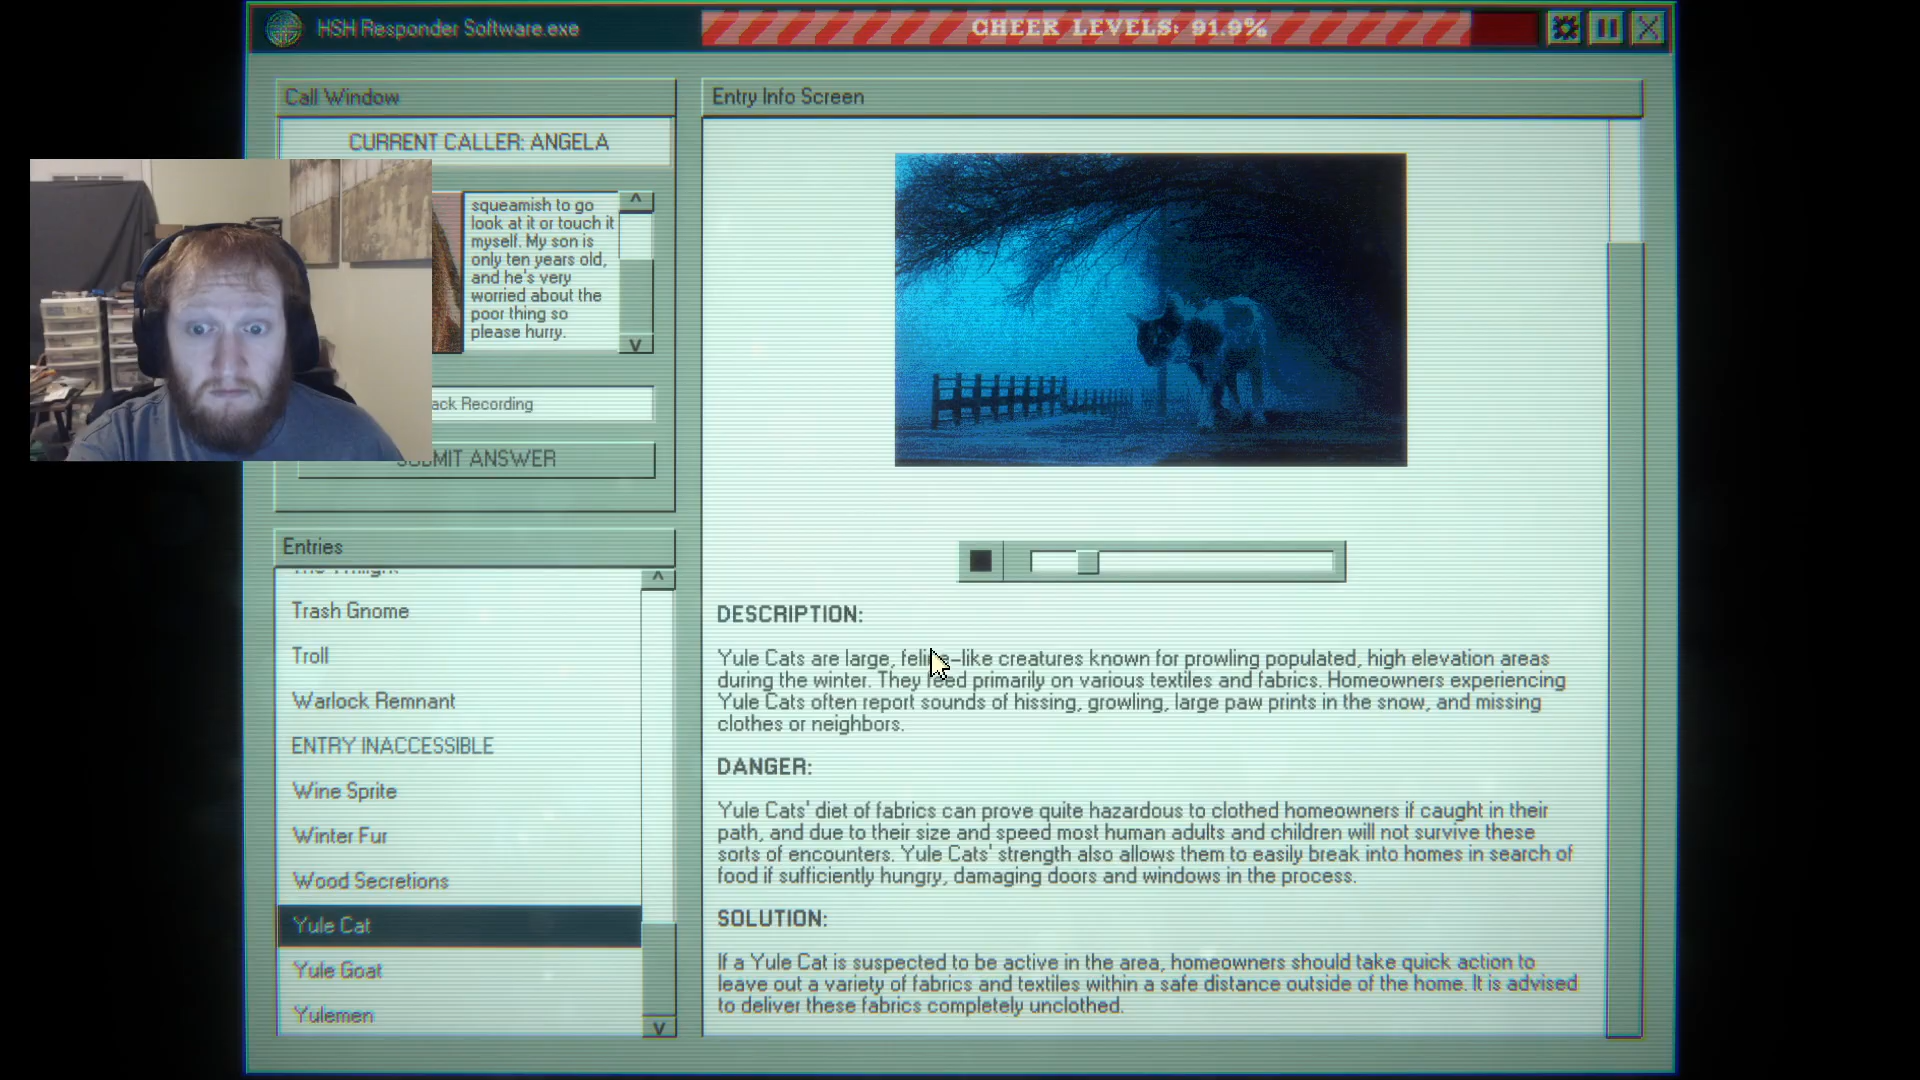 HSH Responder Software.exe
CHEER LEVELS: 91.9%
Call Window
Entry Info Screen
CURRENT CALLER: ANGELA
squeamish to go
look at it or touch it
myself. My son is
only ten years old,
and he's very
worried about the
poor thing so
please hurry.
ack Recording
SUBMIT ANSWER
Entries
Trash Gnome
Troll
Warlock Remnant
ENTRY INACCESSIBLE
Wine Sprite
Winter Fur
Wood Secretions
Yule Cat
Yule Goat
Yulemen
DESCRIPTION:
Yule Cats are large, feline-like creatures known for prowling populated, high elevation areas
during the winter. They feed primarily on various textiles and fabrics. Homeowners experiencing
Yule Cats often report sounds of hissing, growling, large paw prints in the snow, and missing
clothes or neighbors.
DANGER:
Yule Cats' diet of fabrics can prove quite hazardous to clothed homeowners if caught in their
path, and due to their size and speed most human adults and children will not survive these
sorts of encounters. Yule Cats' strength also allows them to easily break into homes in search of
food if sufficiently hungry, damaging doors and windows in the process.
SOLUTION:
If a Yule Cat is suspected to be active in the area, homeowners should take quick action to
leave out a variety of fabrics and textiles within a safe distance outside of the home. It is advised
to deliver these fabrics completely unclothed.